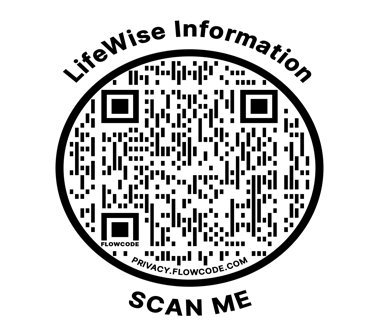 LifeWise Information
FLOWCODE
PRIVACY.FLOWCODE.COM
SCAN ME